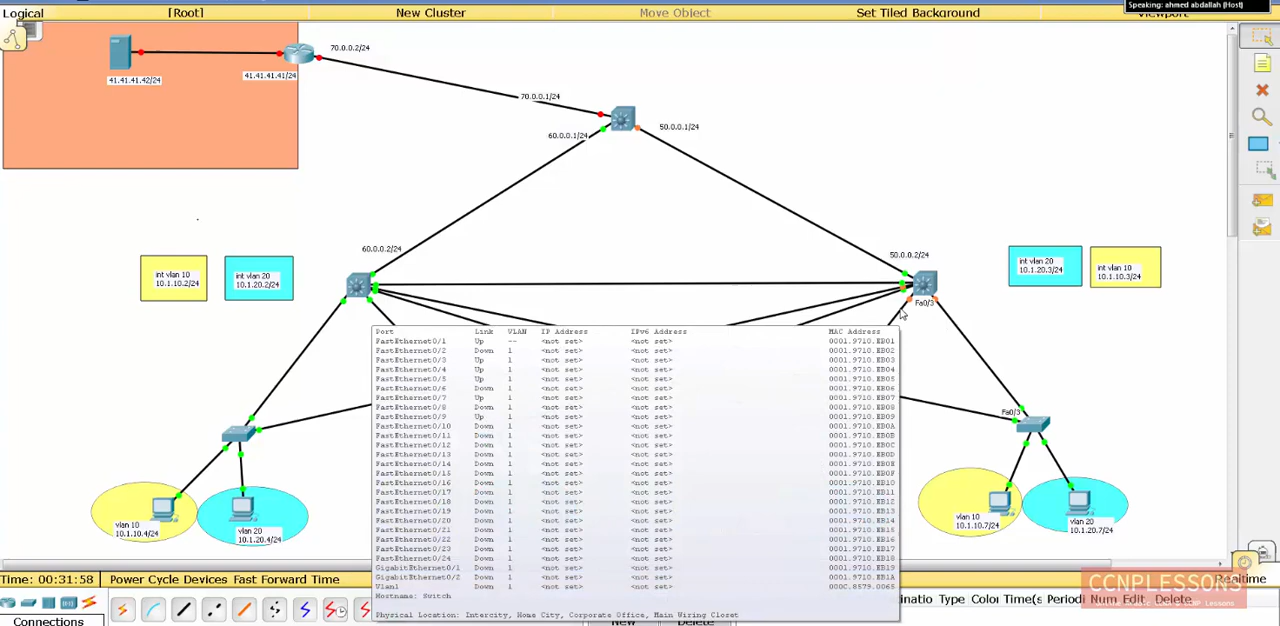 Speaking: ahmed abdallah (Host)
Logical [Root] New Cluster Move Object Set Tiled Background Viewport
70.0.0.2/24
41.41.41.42/24
41.41.41.41/24
70.0.0.1/24
60.0.0.1/24
50.0.0.1/24
60.0.0.2/24
50.0.0.2/24
int vlan 10
10.1.10.2/24
int vlan 20
10.1.20.2/24
int vlan 20
10.1.20.3/24
int vlan 10
10.1.10.3/24
Fa0/3
Port Link VLAN IP Address IPv6 Address MAC Address
FastEthernet0/1 Up -- <not set> <not set> 0001.9710.EB01
FastEthernet0/2 Down 1 <not set> <not set> 0001.9710.EB02
FastEthernet0/3 Up 1 <not set> <not set> 0001.9710.EB03
FastEthernet0/4 Up 1 <not set> <not set> 0001.9710.EB04
FastEthernet0/5 Up 1 <not set> <not set> 0001.9710.EB05
FastEthernet0/6 Down 1 <not set> <not set> 0001.9710.EB06
FastEthernet0/7 Up 1 <not set> <not set> 0001.9710.EB07
FastEthernet0/8 Down 1 <not set> <not set> 0001.9710.EB08
FastEthernet0/9 Up 1 <not set> <not set> 0001.9710.EB09
FastEthernet0/10 Down 1 <not set> <not set> 0001.9710.EB0A
FastEthernet0/11 Down 1 <not set> <not set> 0001.9710.EB0B
FastEthernet0/12 Down 1 <not set> <not set> 0001.9710.EB0C
FastEthernet0/13 Down 1 <not set> <not set> 0001.9710.EB0D
FastEthernet0/14 Down 1 <not set> <not set> 0001.9710.EB0E
FastEthernet0/15 Down 1 <not set> <not set> 0001.9710.EB0F
FastEthernet0/16 Down 1 <not set> <not set> 0001.9710.EB10
FastEthernet0/17 Down 1 <not set> <not set> 0001.9710.EB11
FastEthernet0/18 Down 1 <not set> <not set> 0001.9710.EB12
FastEthernet0/19 Down 1 <not set> <not set> 0001.9710.EB13
FastEthernet0/20 Down 1 <not set> <not set> 0001.9710.EB14
FastEthernet0/21 Down 1 <not set> <not set> 0001.9710.EB15
FastEthernet0/22 Down 1 <not set> <not set> 0001.9710.EB16
FastEthernet0/23 Down 1 <not set> <not set> 0001.9710.EB17
FastEthernet0/24 Down 1 <not set> <not set> 0001.9710.EB18
GigabitEthernet0/1 Down 1 <not set> <not set> 0001.9710.EB19
GigabitEthernet0/2 Down 1 <not set> <not set> 0001.9710.EB1A
Vlan1 Down 1 <not set> <not set> 000C.8579.0065
Hostname: Switch
Physical Location: Intercity, Home City, Corporate Office, Main Wiring Closet
Fa0/3
vlan 10
10.1.10.4/24
vlan 20
10.1.20.4/24
vlan 10
10.1.10.7/24
vlan 20
10.1.20.7/24
Time: 00:31:58 Power Cycle Devices Fast Forward Time Realtime
CCNPLESSONS
Connections New Delete
Type Color Time(s Periodi Num Edit Delete